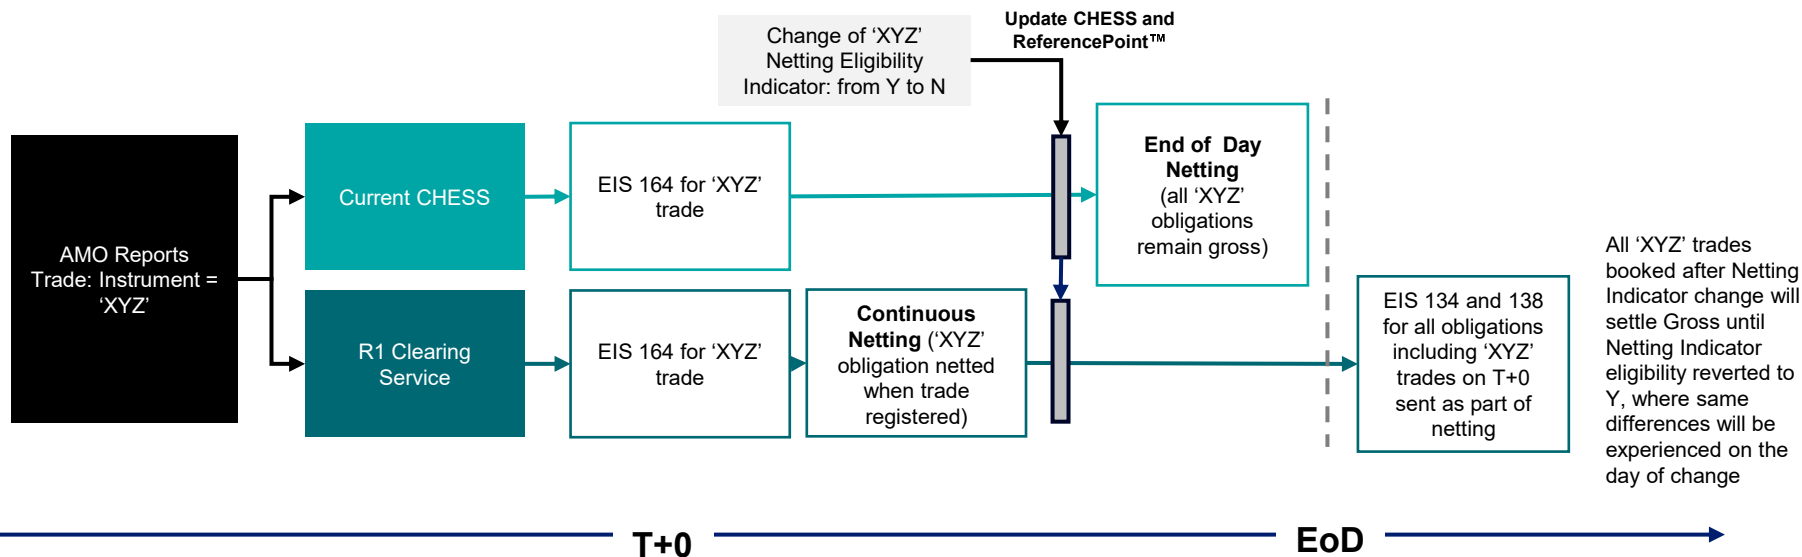 Change of ‘XYZ’
Netting Eligibility
Indicator: from Y to N
Update CHESS and
ReferencePoint™
AMO Reports
Trade: Instrument =
‘XYZ’
Current CHESS
EIS 164 for ‘XYZ’
trade
End of  Day
Netting
(all ‘XYZ’
obligations
remain gross)
R1 Clearing
Service
EIS 164 for ‘XYZ’
trade
Continuous
Netting (‘XYZ’
obligation netted
when trade
registered)
EIS 134 and 138
for all obligations
including ‘XYZ’
trades on T+0
sent as part of
netting
All ‘XYZ’ trades
booked after Netting
Indicator change will
settle Gross until
Netting Indicator
eligibility reverted to
Y, where same
differences will be
experienced on the
day of change
T+0
EoD